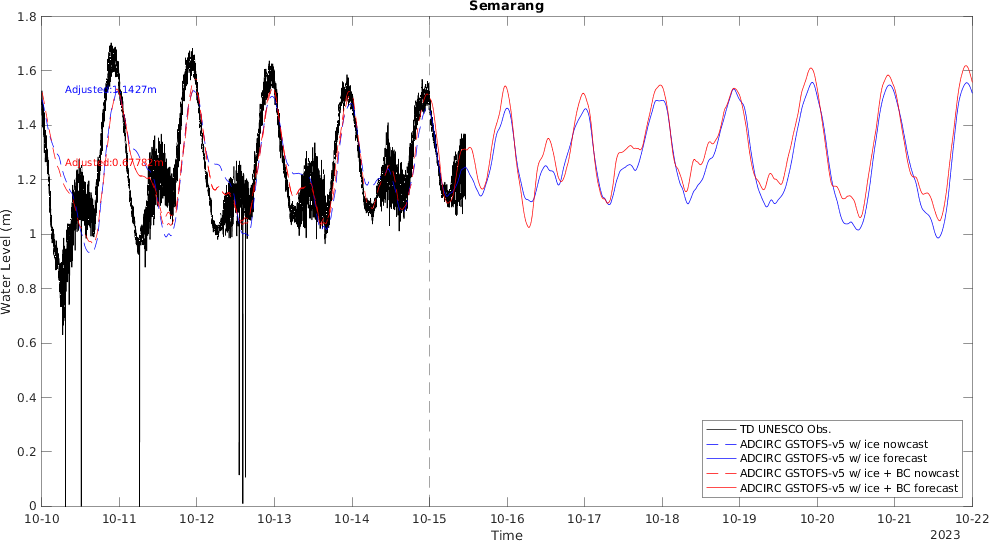 Semarang
1.8
1.6
1.4
1.2
1
0.8
0.6
0.4
0.2
0
Water Level (m)
Adjusted:1.1427m
TD UNESCO Obs.
ADCIRC GSTOFS-v5 w/ ice nowcast
ADCIRC GSTOFS-v5 w/ ice forecast
ADCIRC GSTOFS-v5 w/ ice + BC nowcast
ADCIRC GSTOFS-v5 w/ ice + BC forecast
10-10 10-11 10-12 10-13 10-14 10-15 10-16 10-17 10-18 10-19 10-20 10-21 10-22
Time
2023